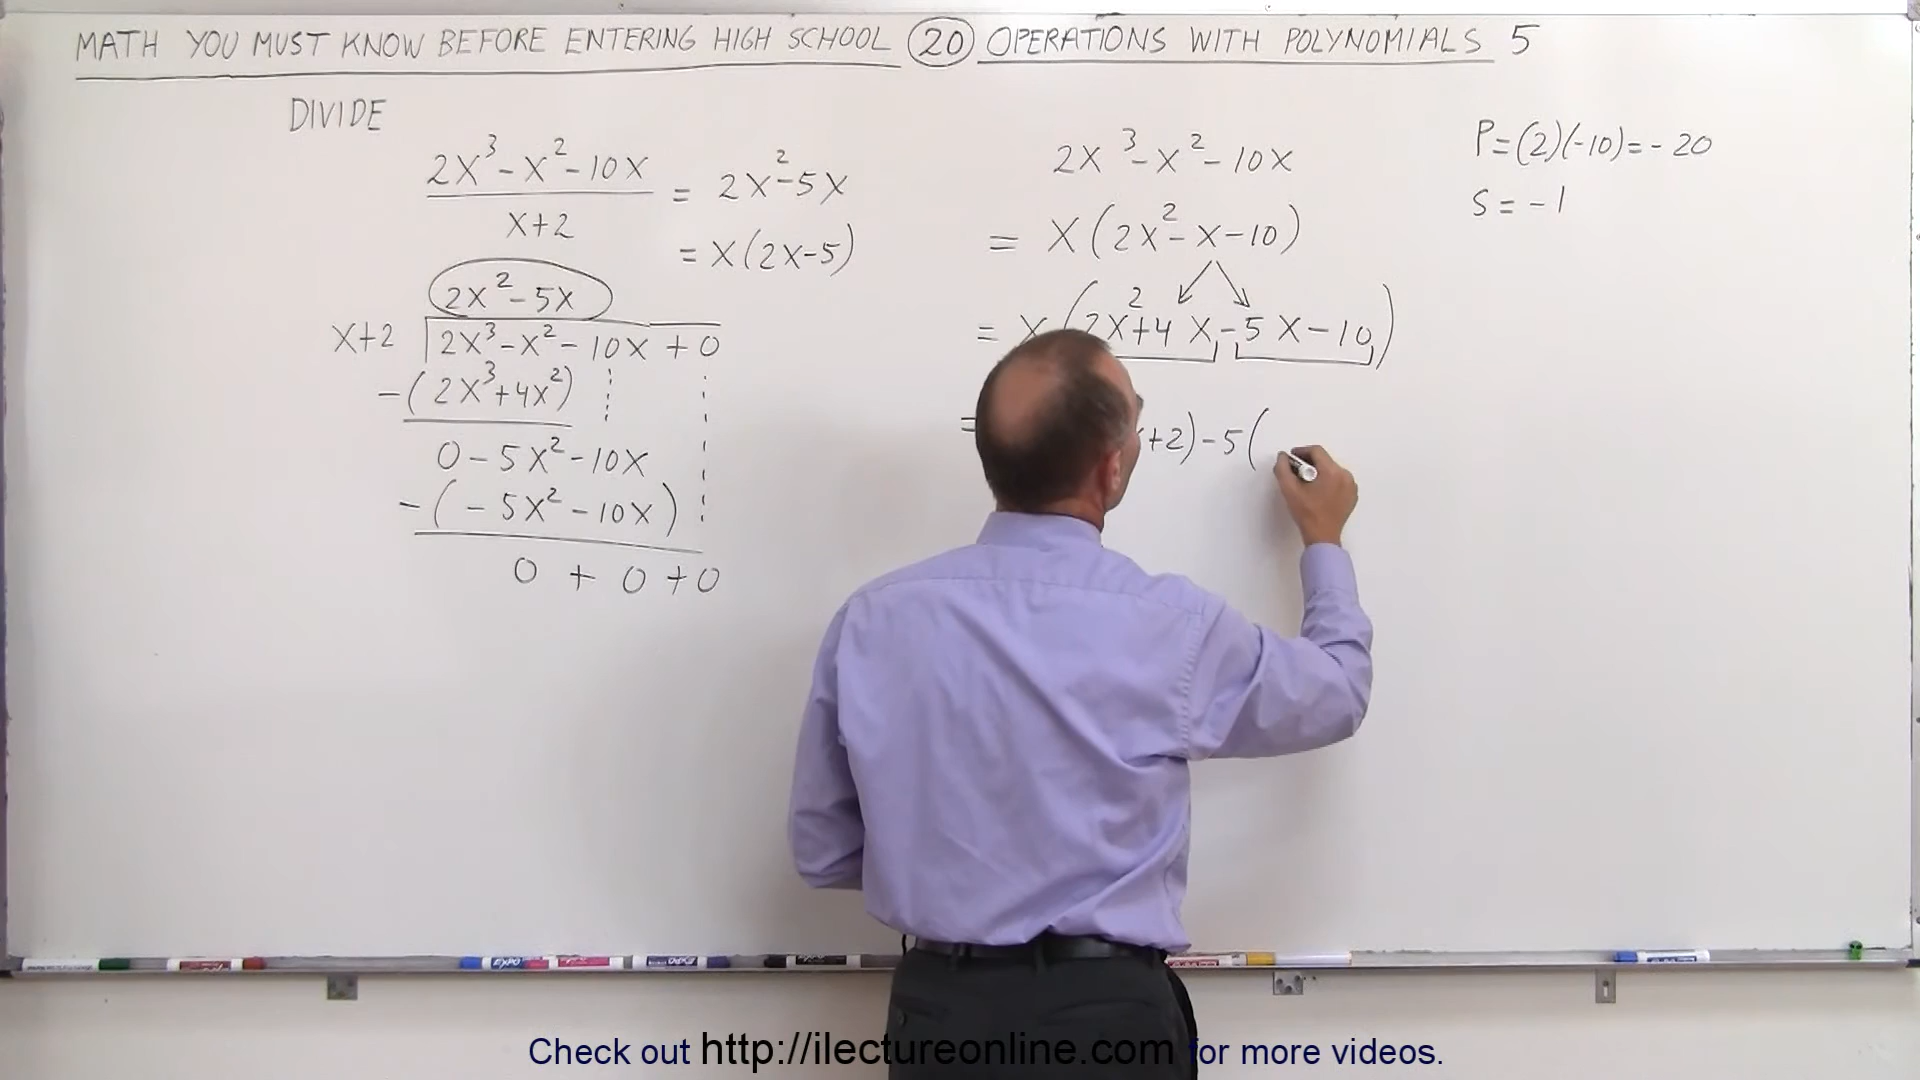 MATH YOU MUST KNOW BEFORE ENTERING HIGH SCHOOL 20 OPERATIONS WITH POLYNOMIALS 5
DIVIDE
2X³-X²-10X
X+2
= 2X²-5X
= X(2X-5)
2X²-5X
X+2 2X³-X²-10X+0
-(2X³+4X²)
0-5X²-10X
-(-5X²-10X)
0 + 0 +0
2X³-X²-10X
= X(2X²-X-10)
= X(2X²+4X-5X-10)
= +2)-5(
P=(2)(-10)=-20
S=-1
Check out http://ilectureonline.com for more videos.